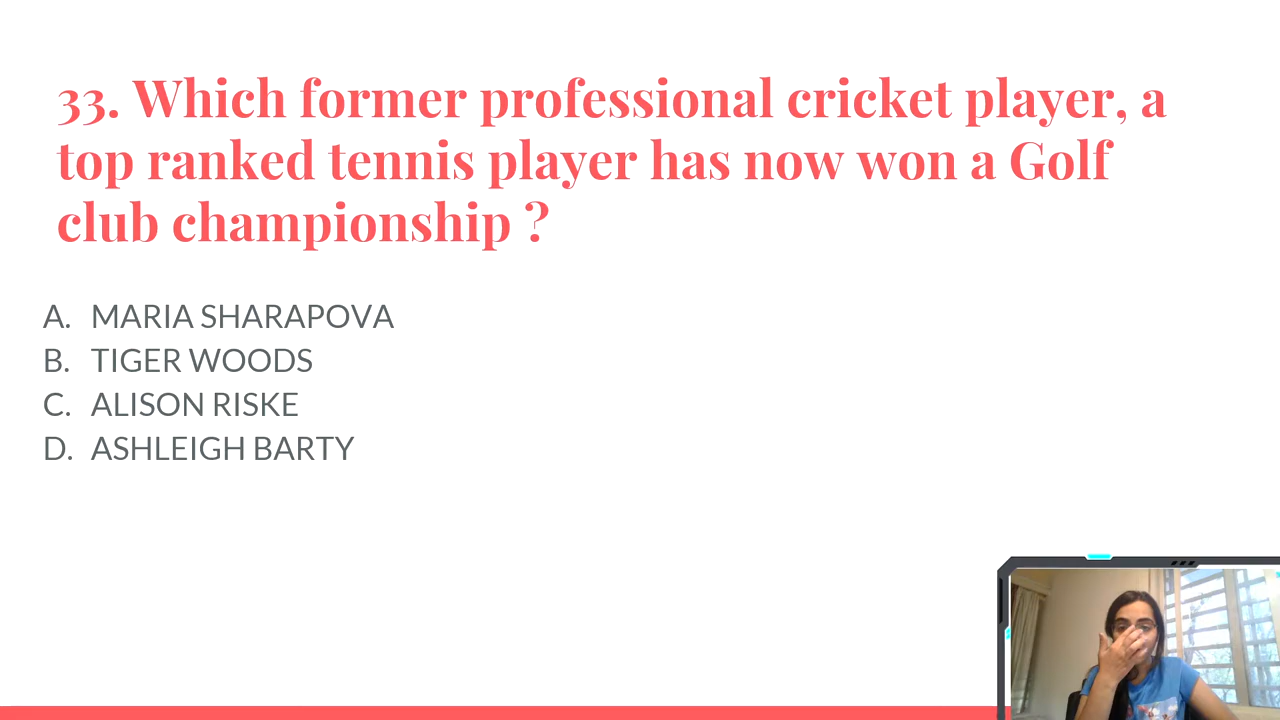 33. Which former professional cricket player, a
top ranked tennis player has now won a Golf
club championship ?
A. MARIA SHARAPOVA
B. TIGER WOODS
C. ALISON RISKE
D. ASHLEIGH BARTY